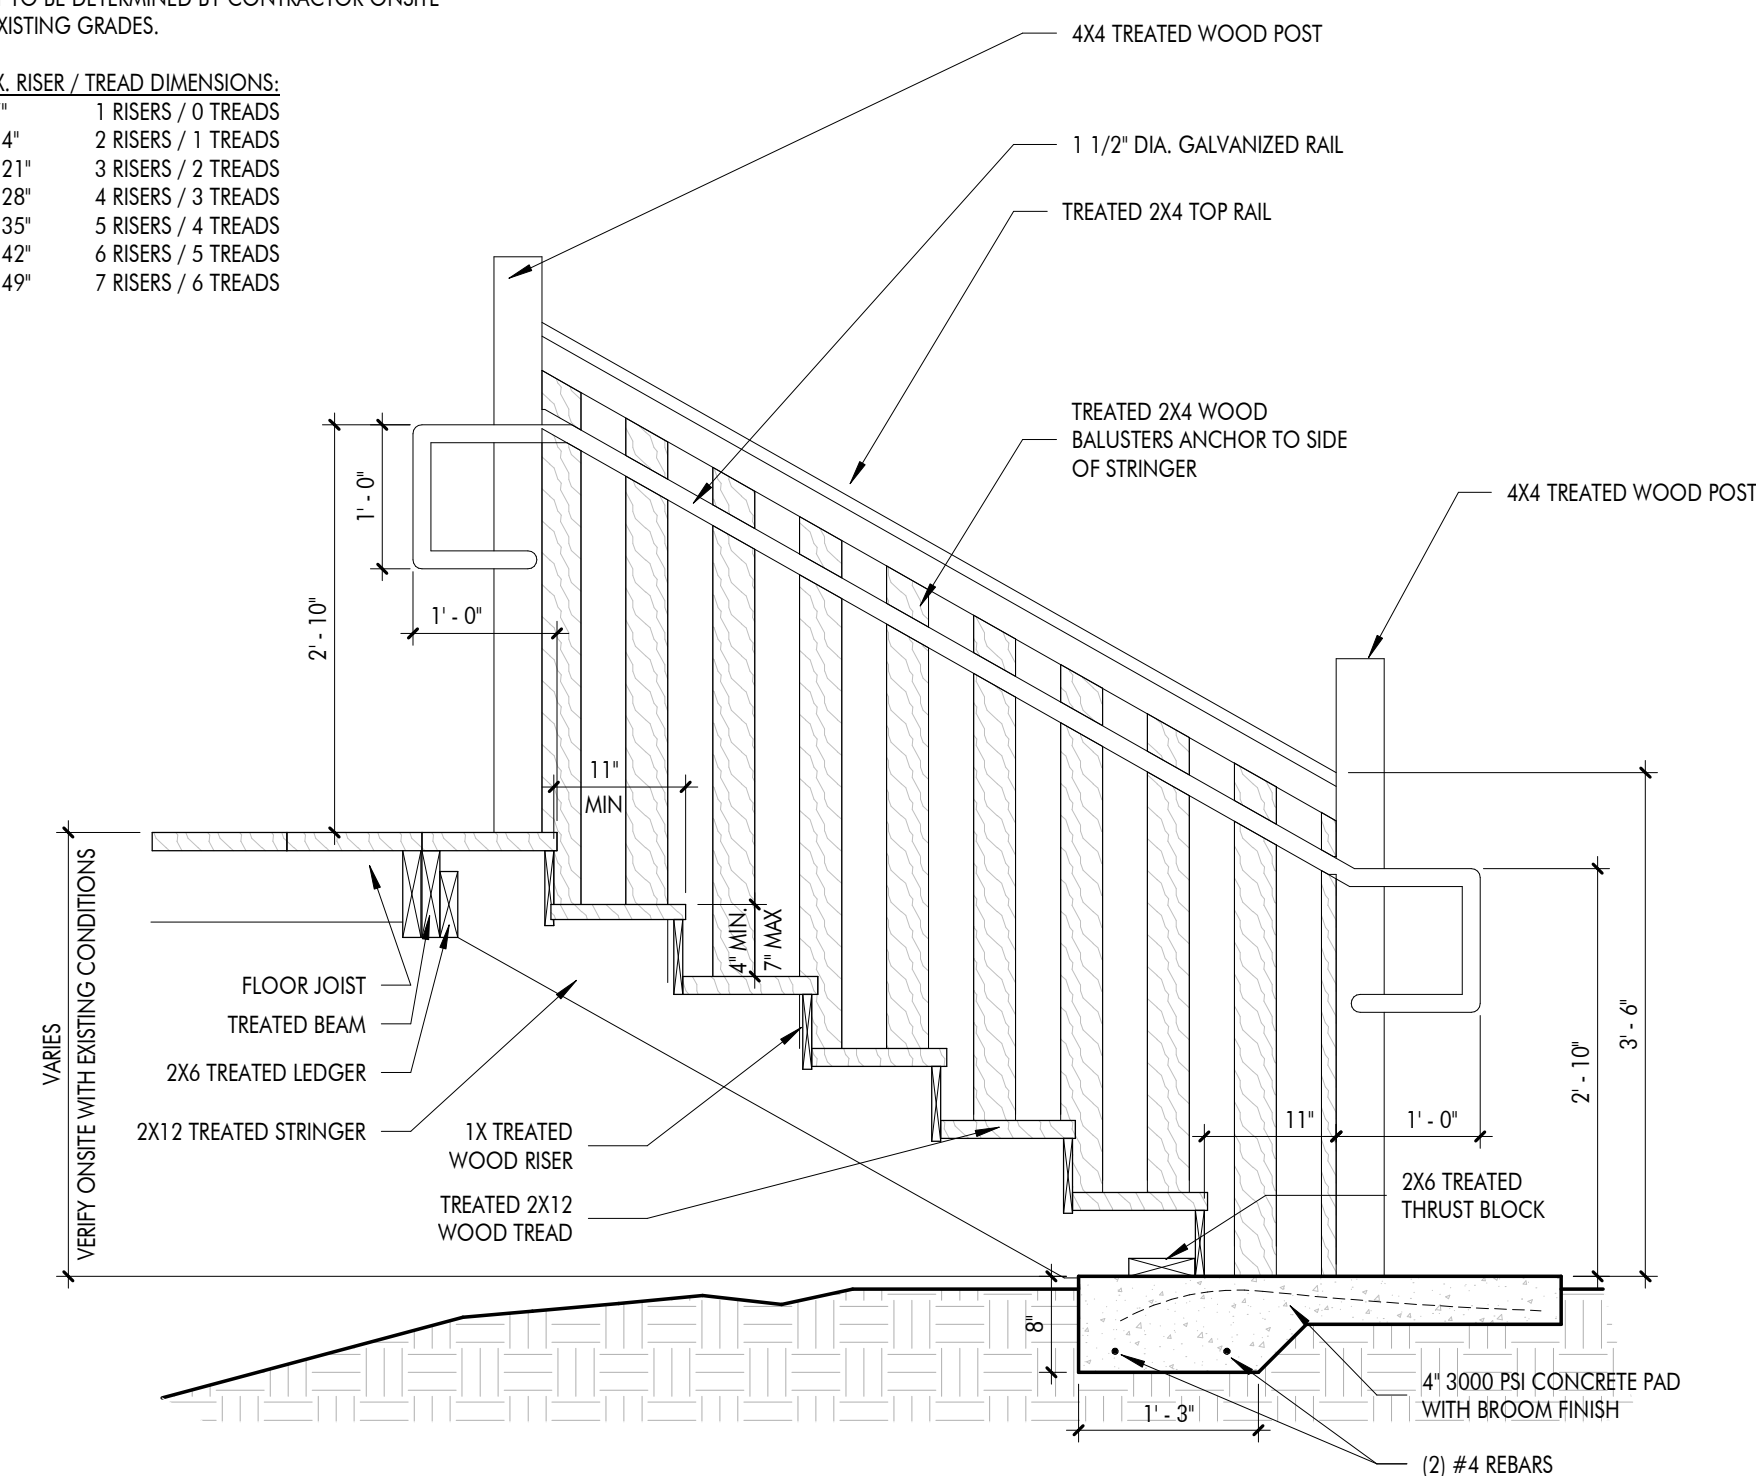 TO BE DETERMINED BY CONTRACTOR ONSITE
EXISTING GRADES.
RISER / TREAD DIMENSIONS:
1 RISERS / 0 TREADS
4" 2 RISERS / 1 TREADS
21" 3 RISERS / 2 TREADS
28" 4 RISERS / 3 TREADS
35" 5 RISERS / 4 TREADS
42" 6 RISERS / 5 TREADS
49" 7 RISERS / 6 TREADS
4X4 TREATED WOOD POST
1 1/2" DIA. GALVANIZED RAIL
TREATED 2X4 TOP RAIL
TREATED 2X4 WOOD
BALUSTERS ANCHOR TO SIDE
OF STRINGER
4X4 TREATED WOOD POST
1' - 0"
2' - 10"
1' - 0"
11"
MIN
4" MIN.
7" MAX
VARIES
VERIFY ONSITE WITH EXISTING CONDITIONS
FLOOR JOIST
TREATED BEAM
2X6 TREATED LEDGER
2X12 TREATED STRINGER
1X TREATED
WOOD RISER
TREATED 2X12
WOOD TREAD
11"
1' - 0"
2' - 10"
3' - 6"
2X6 TREATED
THRUST BLOCK
8"
1' - 3"
4" 3000 PSI CONCRETE PAD
WITH BROOM FINISH
(2) #4 REBARS